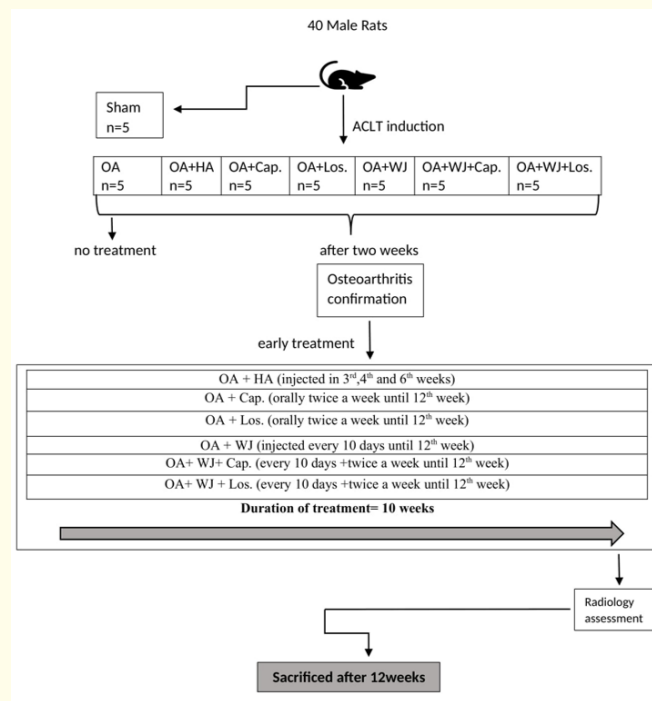 40 Male Rats
Sham
n=5
ACLT induction
OA OA+HA OA+Cap. OA+Los. OA+WJ OA+WJ+Cap. OA+WJ+Los.
n=5 n=5 n=5 n=5 n=5 n=5 n=5
no treatment after two weeks
Osteoarthritis
confirmation
early treatment
OA + HA (injected in 3rd,4th and 6th weeks)
OA + Cap. (orally twice a week until 12th week)
OA + Los. (orally twice a week until 12th week)
OA + WJ (injected every 10 days until 12th week)
OA+ WJ+ Cap. (every 10 days +twice a week until 12th week)
OA+ WJ + Los. (every 10 days +twice a week until 12th week)
Duration of treatment= 10 weeks
Radiology
assessment
Sacrificed after 12weeks